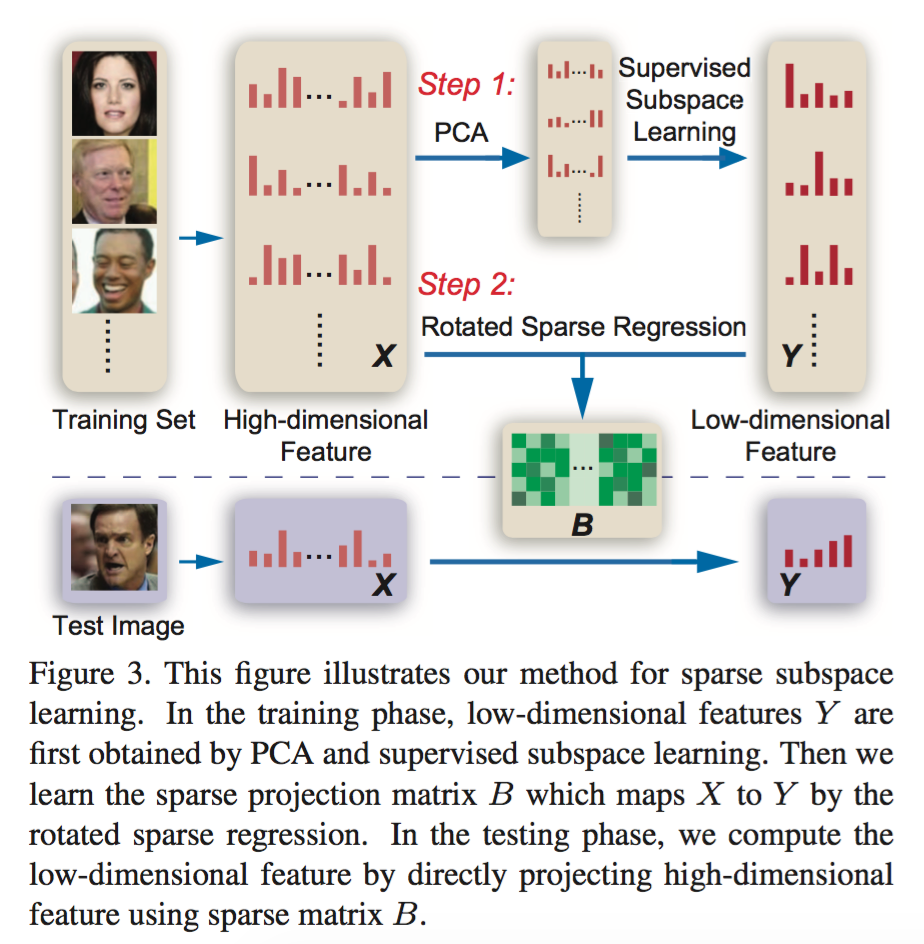 Step 1:
PCA
Supervised
Subspace
Learning
Step 2:
Rotated Sparse Regression
X
Y
Training Set
High-dimensional
Feature
Low-dimensional
Feature
B
X
Y
Test Image
Figure 3. This figure illustrates our method for sparse subspace
learning. In the training phase, low-dimensional features Y are
first obtained by PCA and supervised subspace learning. Then we
learn the sparse projection matrix B which maps X to Y by the
rotated sparse regression. In the testing phase, we compute the
low-dimensional feature by directly projecting high-dimensional
feature using sparse matrix B.